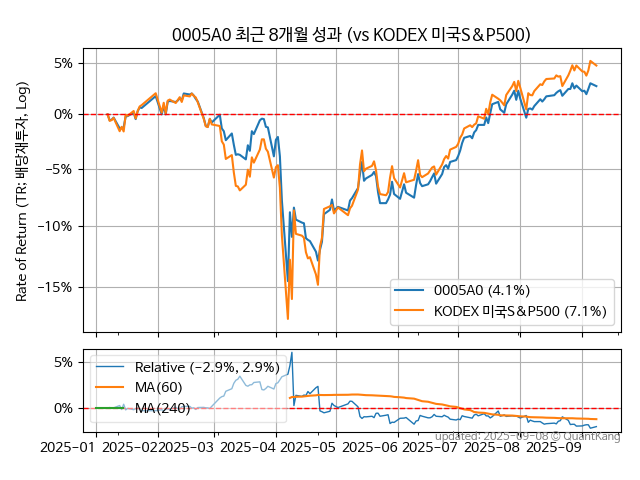 0005A0 최근 8개월 성과 (vs KODEX 미국S&P500)
Rate of Return (TR: 배당재투자, Log)
5%
0%
−5%
−10%
−15%
0005A0 (4.1%)
KODEX 미국S&P500 (7.1%)
5%
0%
Relative (−2.9%, 2.9%)
MA(60)
MA(240)
2025−01 2025−02 2025−03 2025−04 2025−05 2025−06 2025−07 2025−08 2025−09
updated: 2025-09-08 © QuantKang